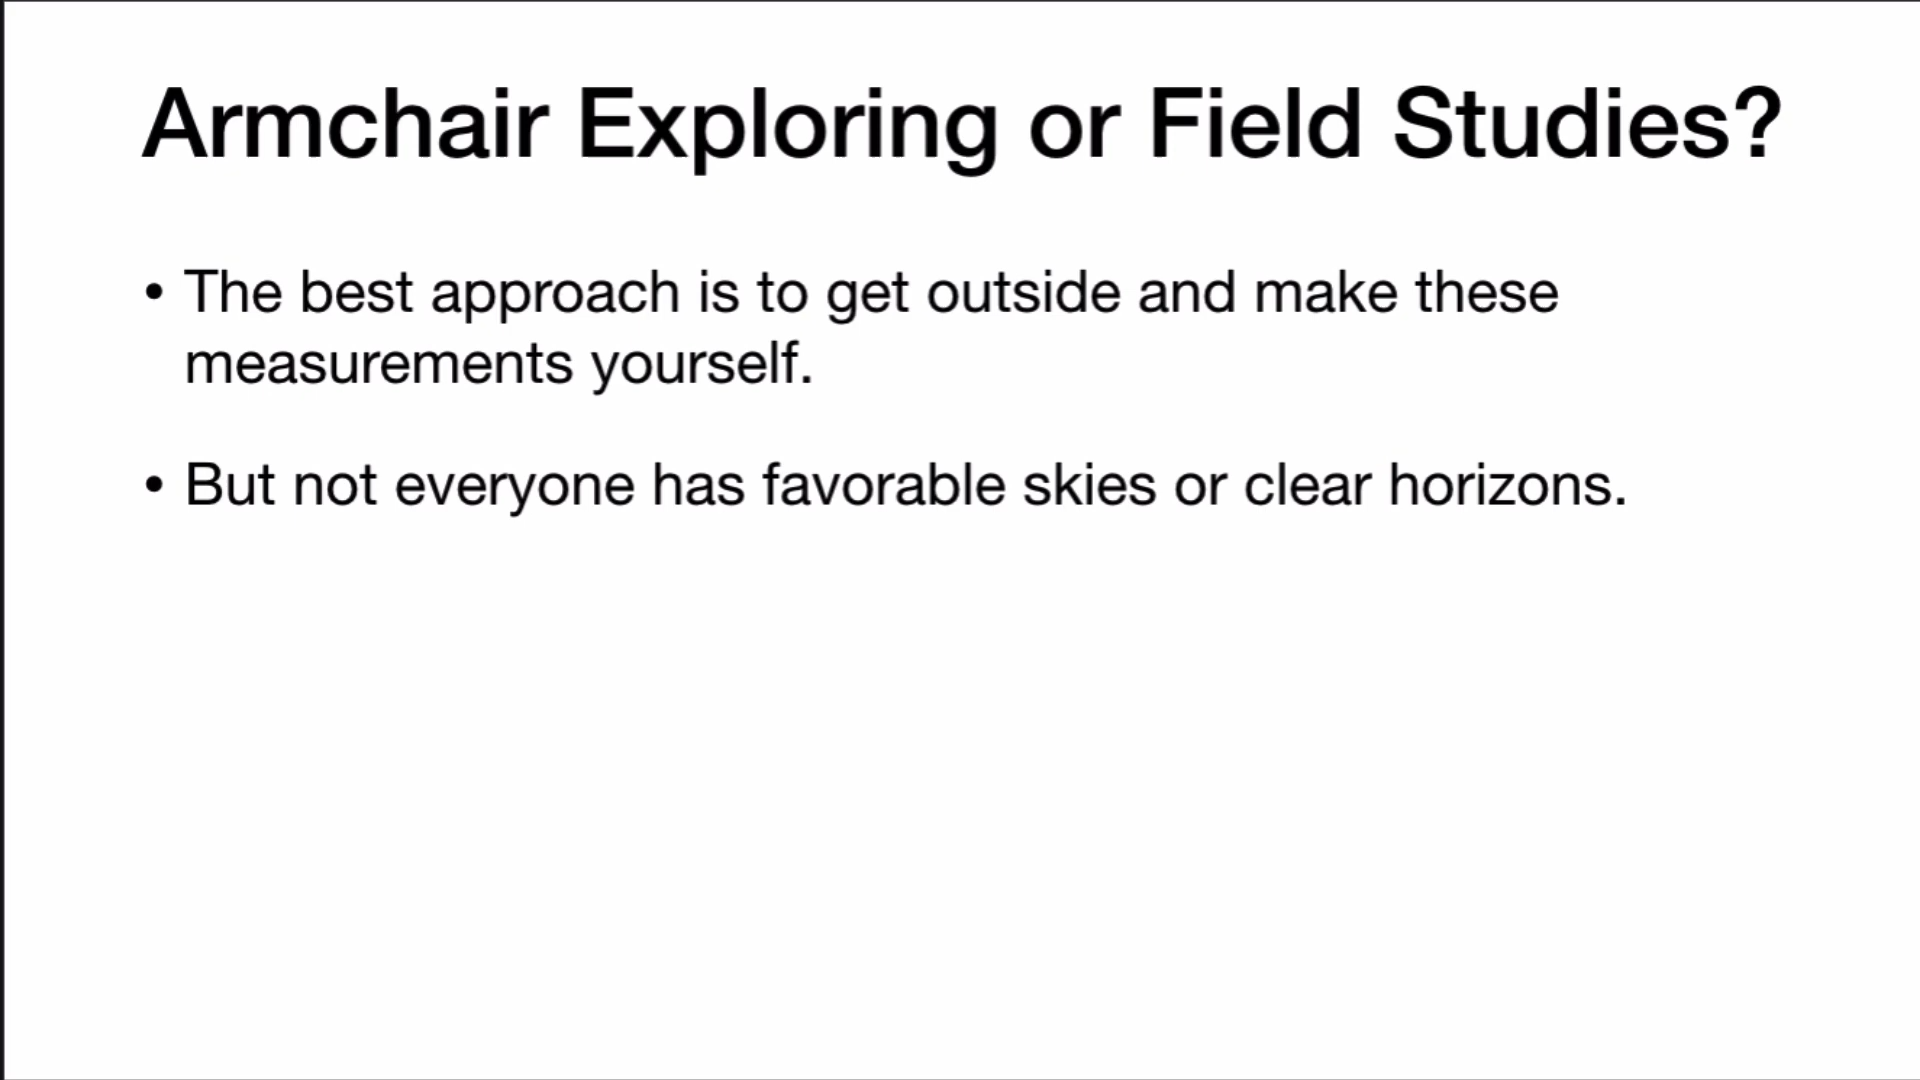 Armchair Exploring or Field Studies?
• The best approach is to get outside and make these
measurements yourself.
• But not everyone has favorable skies or clear horizons.